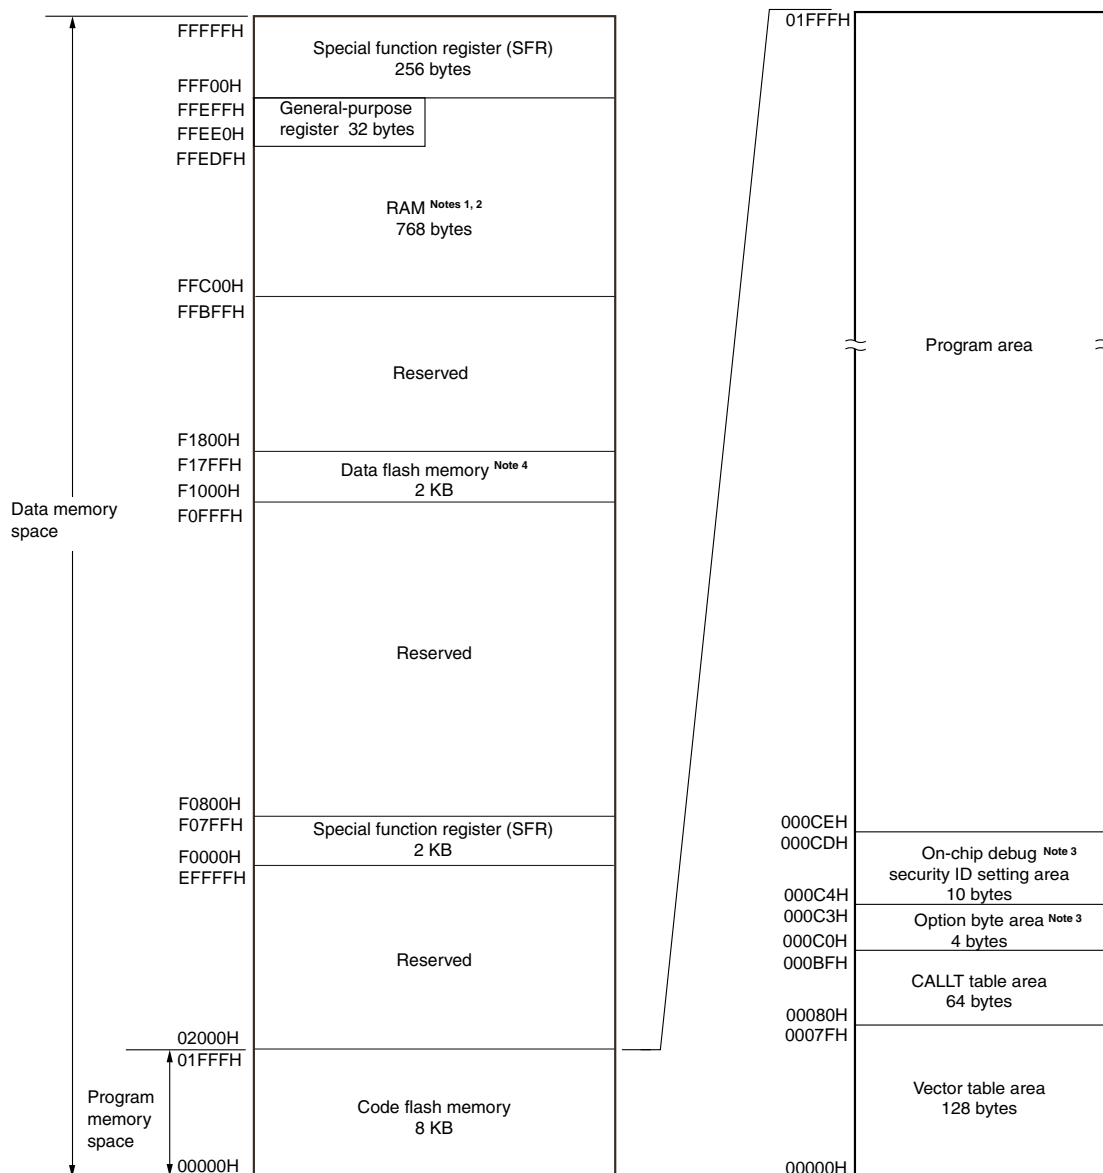 FFFFFH
Special function register (SFR)
256 bytes
FFF00H
FFEFFH
General-purpose
register 32 bytes
FFEE0H
FFEDFH
RAM Notes 1, 2
768 bytes
FFC00H
FFBFFH
Reserved
F1800H
F17FFH
Data flash memory Note 4
2 KB
F1000H
F0FFFH
Data memory
space
Reserved
F0800H
F07FFH
Special function register (SFR)
2 KB
F0000H
EFFFFH
Reserved
02000H
01FFFH
Program
memory
space
Code flash memory
8 KB
00000H
01FFFH
Program area
000CEH
000CDH
On-chip debug Note 3
security ID setting area
10 bytes
000C4H
000C3H
Option byte area Note 3
4 bytes
000C0H
000BFH
CALLT table area
64 bytes
00080H
0007FH
Vector table area
128 bytes
00000H